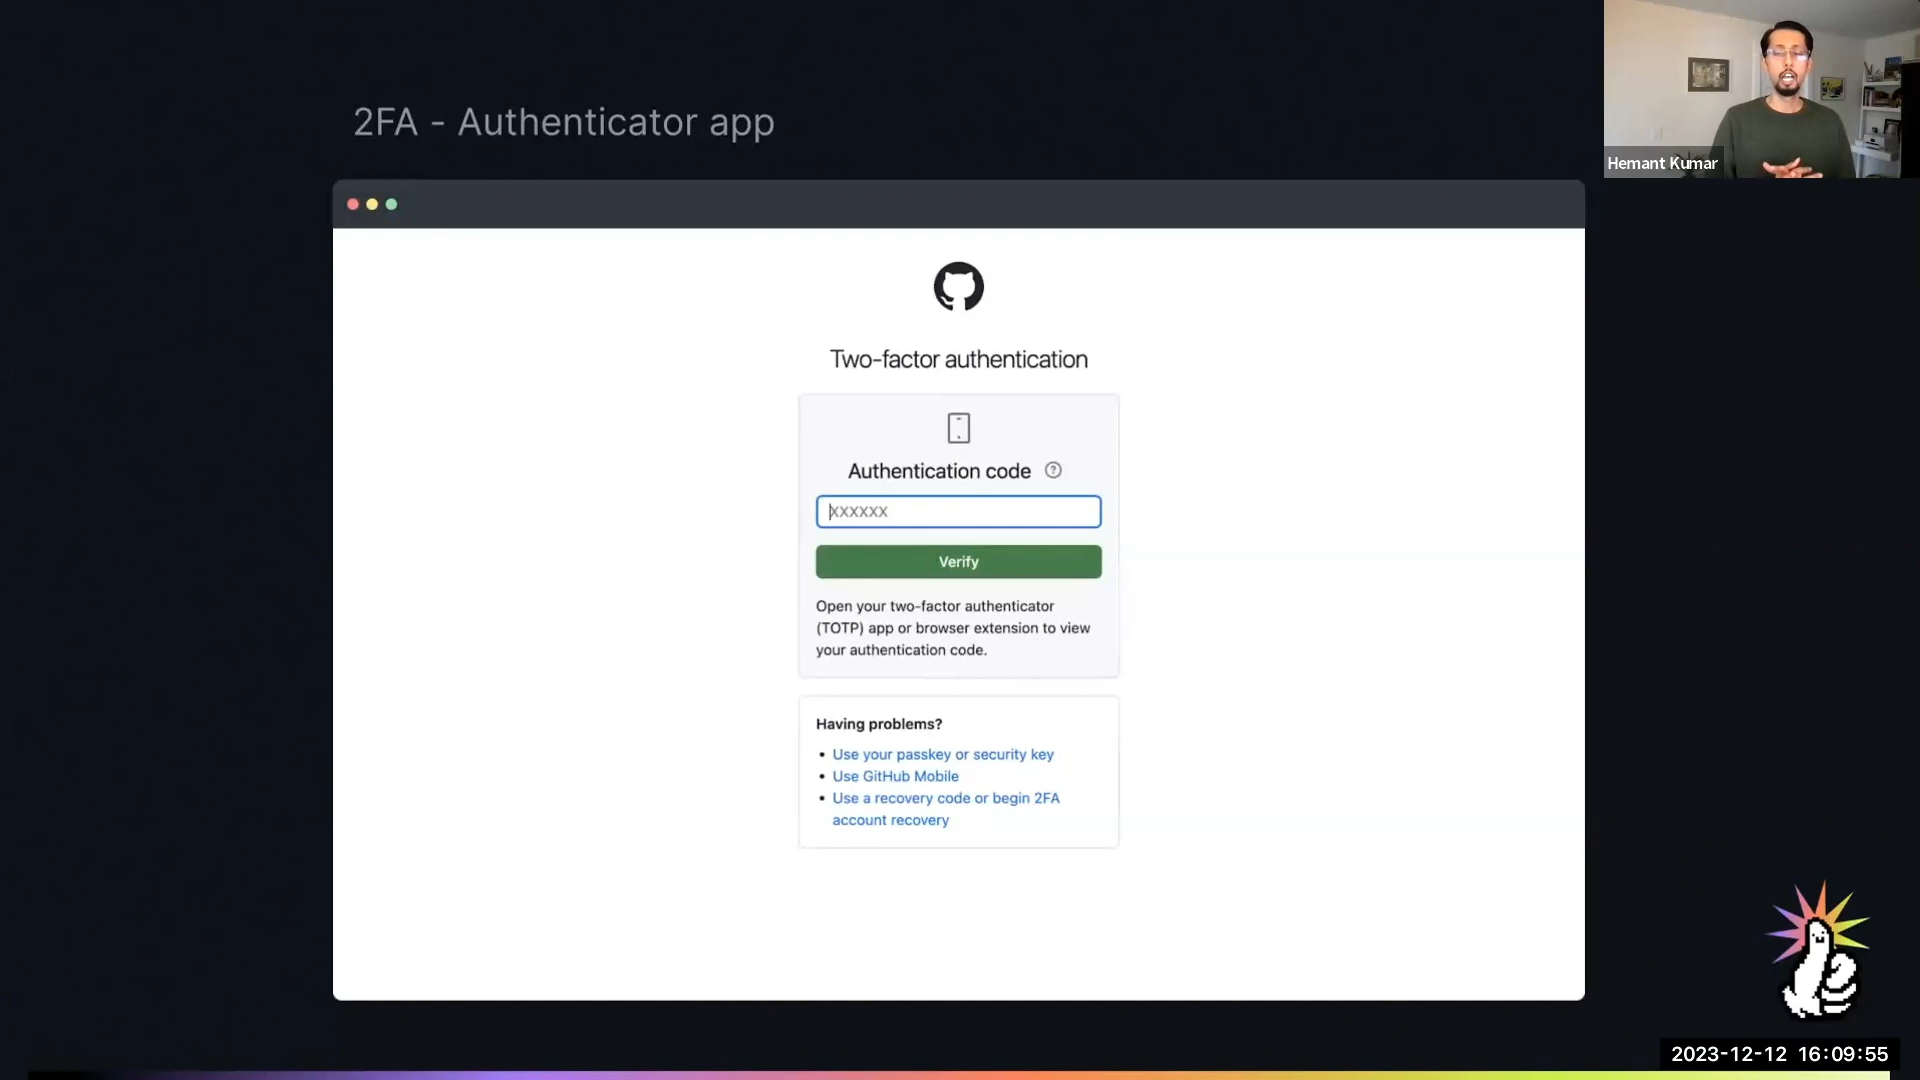 2FA - Authenticator app
Hemant Kumar
Two-factor authentication
Authentication code
XXXXXX
Verify
Open your two-factor authenticator
(TOTP) app or browser extension to view
your authentication code.
Having problems?
• Use your passkey or security key
• Use GitHub Mobile
• Use a recovery code or begin 2FA
account recovery
2023-12-12 16:09:55